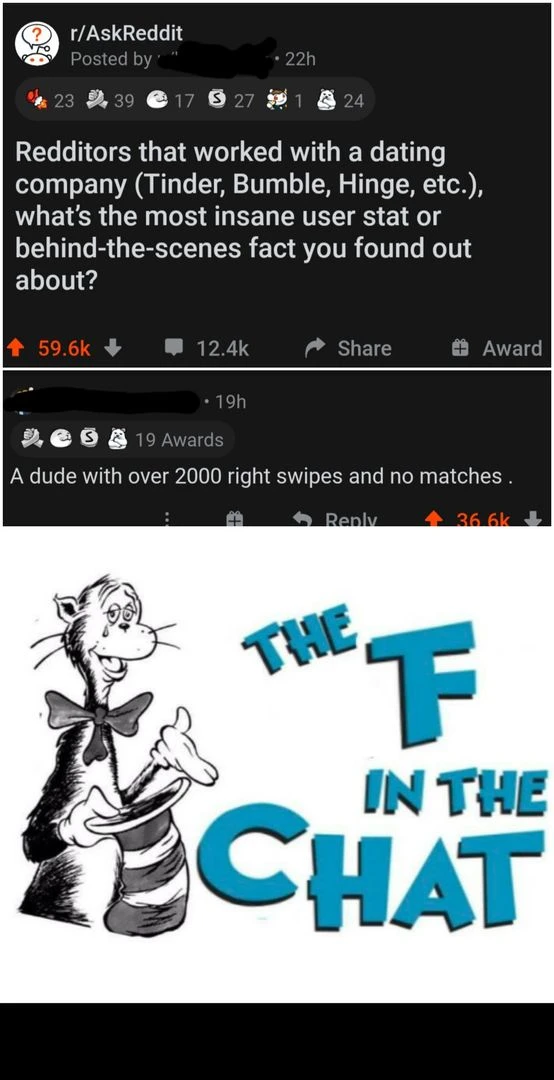 r/AskReddit
Posted by
• 22h
23 39 17 S 27 1 24
Redditors that worked with a dating
company (Tinder, Bumble, Hinge, etc.),
what's the most insane user stat or
behind-the-scenes fact you found out
about?
59.6k 12.4k Share Award
• 19h
S 19 Awards
A dude with over 2000 right swipes and no matches .
Reply 36.6k
THE
F
IN THE
CHAT